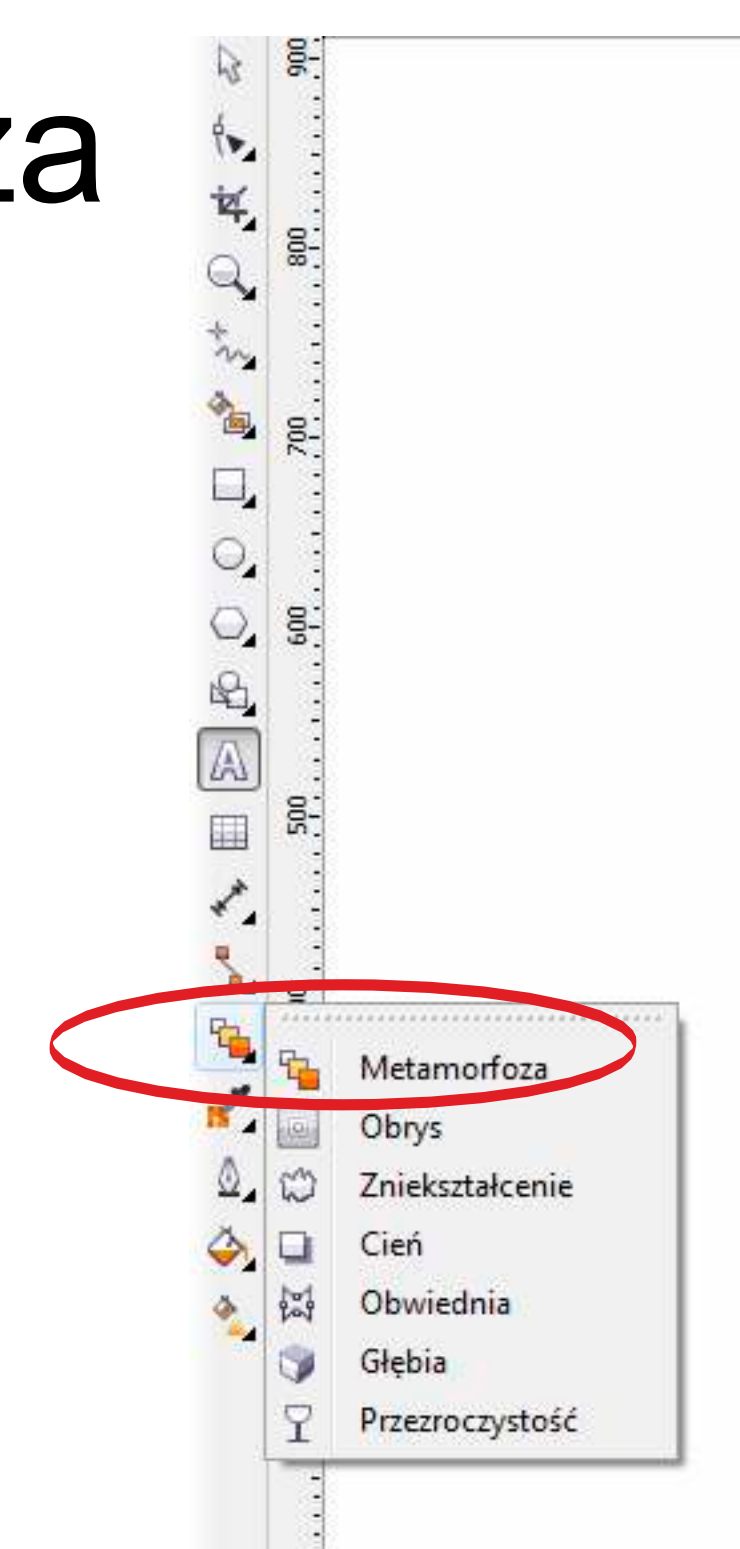 za
900
800
700
600
500
Metamorfoza
Obrys
Zniekształcenie
Cień
Obwiednia
Głębia
Przezroczystość